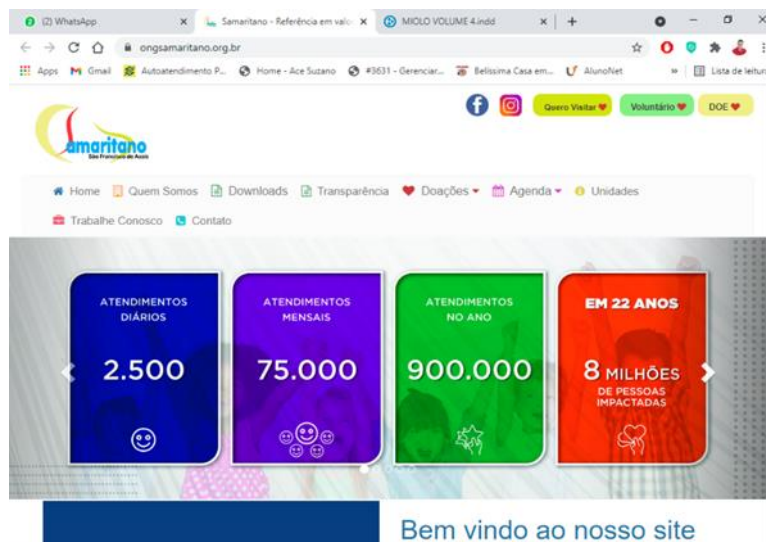 (2) WhatsApp
Samaritano - Referência em valo
MIOLO VOLUME 4.indd
ongsamaritano.org.br
Apps
Gmail
Autoatendimento P...
Home - Ace Suzano
#3631 - Gerenciar...
Belíssima Casa em...
AlunoNet
»
Lista de leitura
Quero Visitar
Voluntário
DOE
Samaritano
São Francisco de Assis
Home
Quem Somos
Downloads
Transparência
Doações
Agenda
Unidades
Trabalhe Conosco
Contato
ATENDIMENTOS
DIÁRIOS
2.500
ATENDIMENTOS
MENSAIS
75.000
ATENDIMENTOS
NO ANO
900.000
EM 22 ANOS
8 MILHÕES
DE PESSOAS
IMPACTADAS
Bem vindo ao nosso site